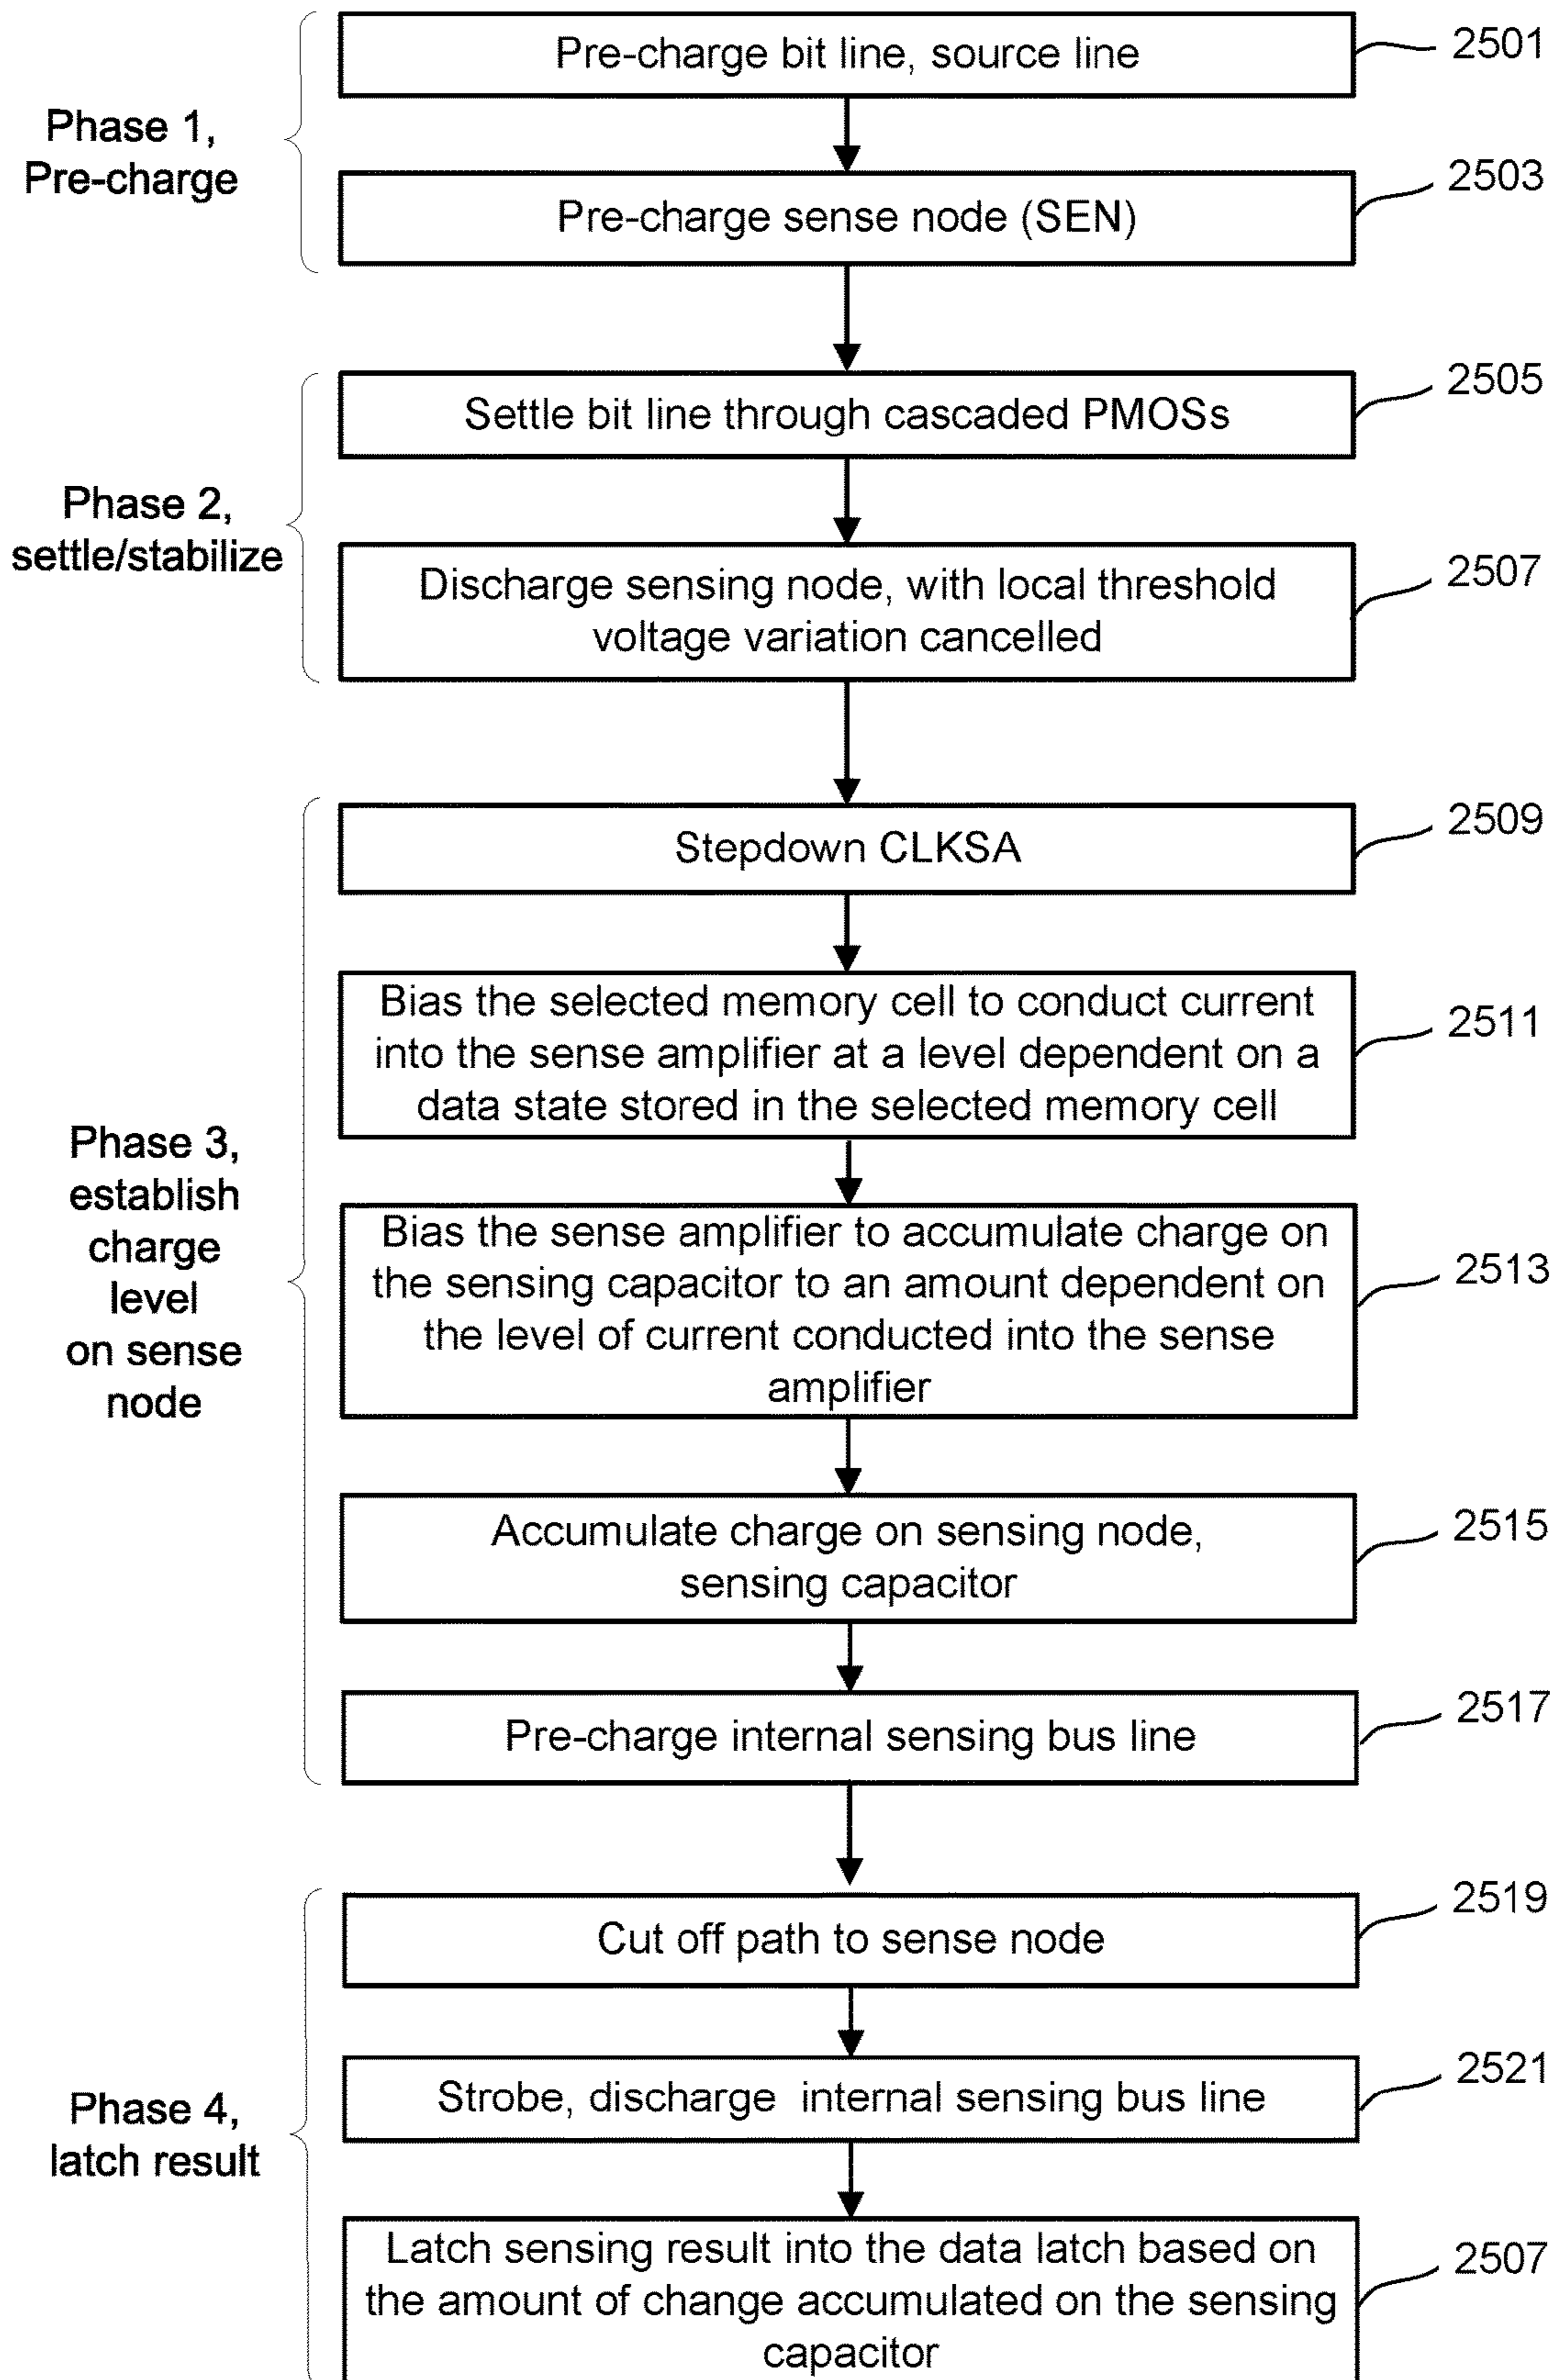 Phase 1,
Pre-charge
Pre-charge bit line, source line
2501
Pre-charge sense node (SEN)
2503
Phase 2,
settle/stabilize
Settle bit line through cascaded PMOSs
2505
Discharge sensing node, with local threshold
voltage variation cancelled
2507
Phase 3,
establish
charge
level
on sense
node
Stepdown CLKSA
2509
Bias the selected memory cell to conduct current
into the sense amplifier at a level dependent on a
data state stored in the selected memory cell
2511
Bias the sense amplifier to accumulate charge on
the sensing capacitor to an amount dependent on
the level of current conducted into the sense
amplifier
2513
Accumulate charge on sensing node,
sensing capacitor
2515
Pre-charge internal sensing bus line
2517
Phase 4,
latch result
Cut off path to sense node
2519
Strobe, discharge  internal sensing bus line
2521
Latch sensing result into the data latch based on
the amount of change accumulated on the sensing
capacitor
2507